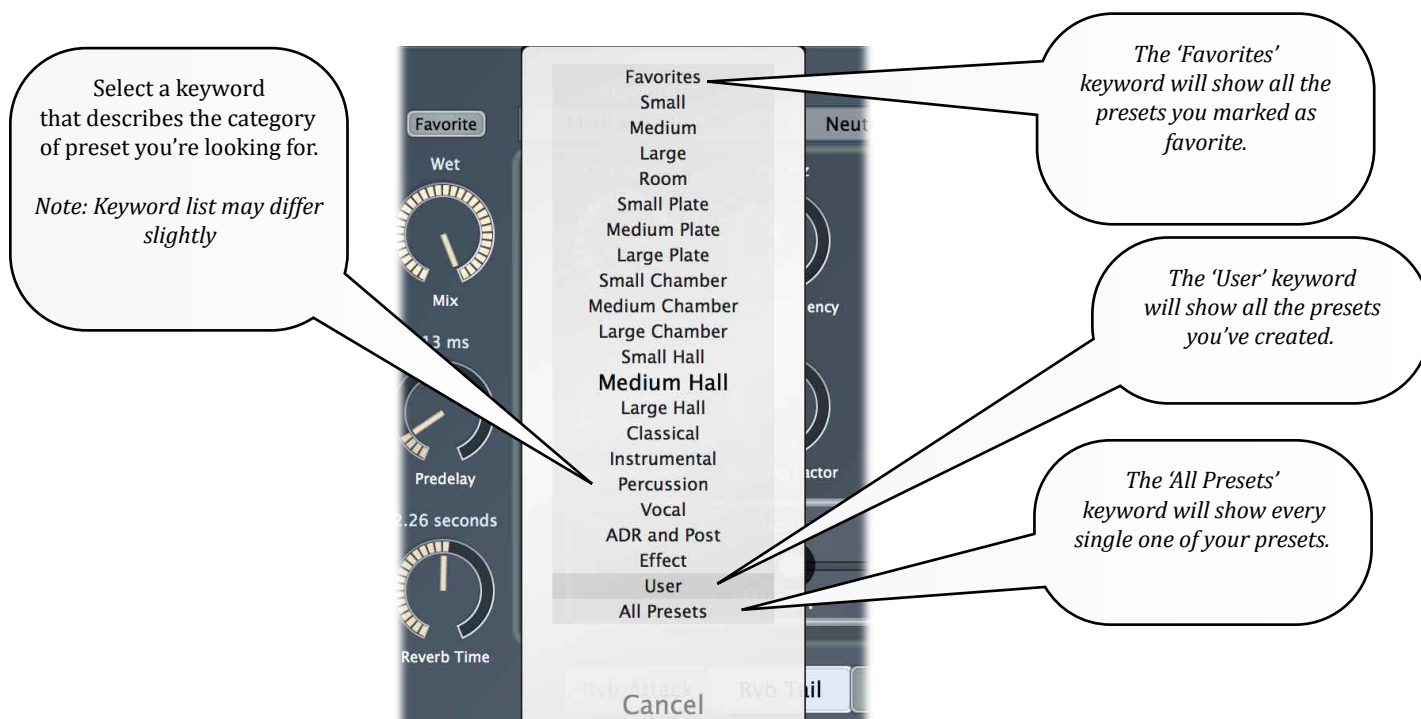 Select a keyword
that describes the category
of preset you're looking for.
Note: Keyword list may differ
slightly
Favorite
Wet
Mix
13 ms
Predelay
2.26 seconds
Reverb Time
Favorites
Small
Medium
Large
Room
Small Plate
Medium Plate
Large Plate
Small Chamber
Medium Chamber
Large Chamber
Small Hall
Medium Hall
Large Hall
Classical
Instrumental
Percussion
Vocal
ADR and Post
Effect
User
All Presets
Rvb Attack
Rvb Tail
Cancel
Neut
ency
actor
The 'Favorites'
keyword will show all the
presets you marked as
favorite.
The 'User' keyword
will show all the presets
you've created.
The 'All Presets'
keyword will show every
single one of your presets.